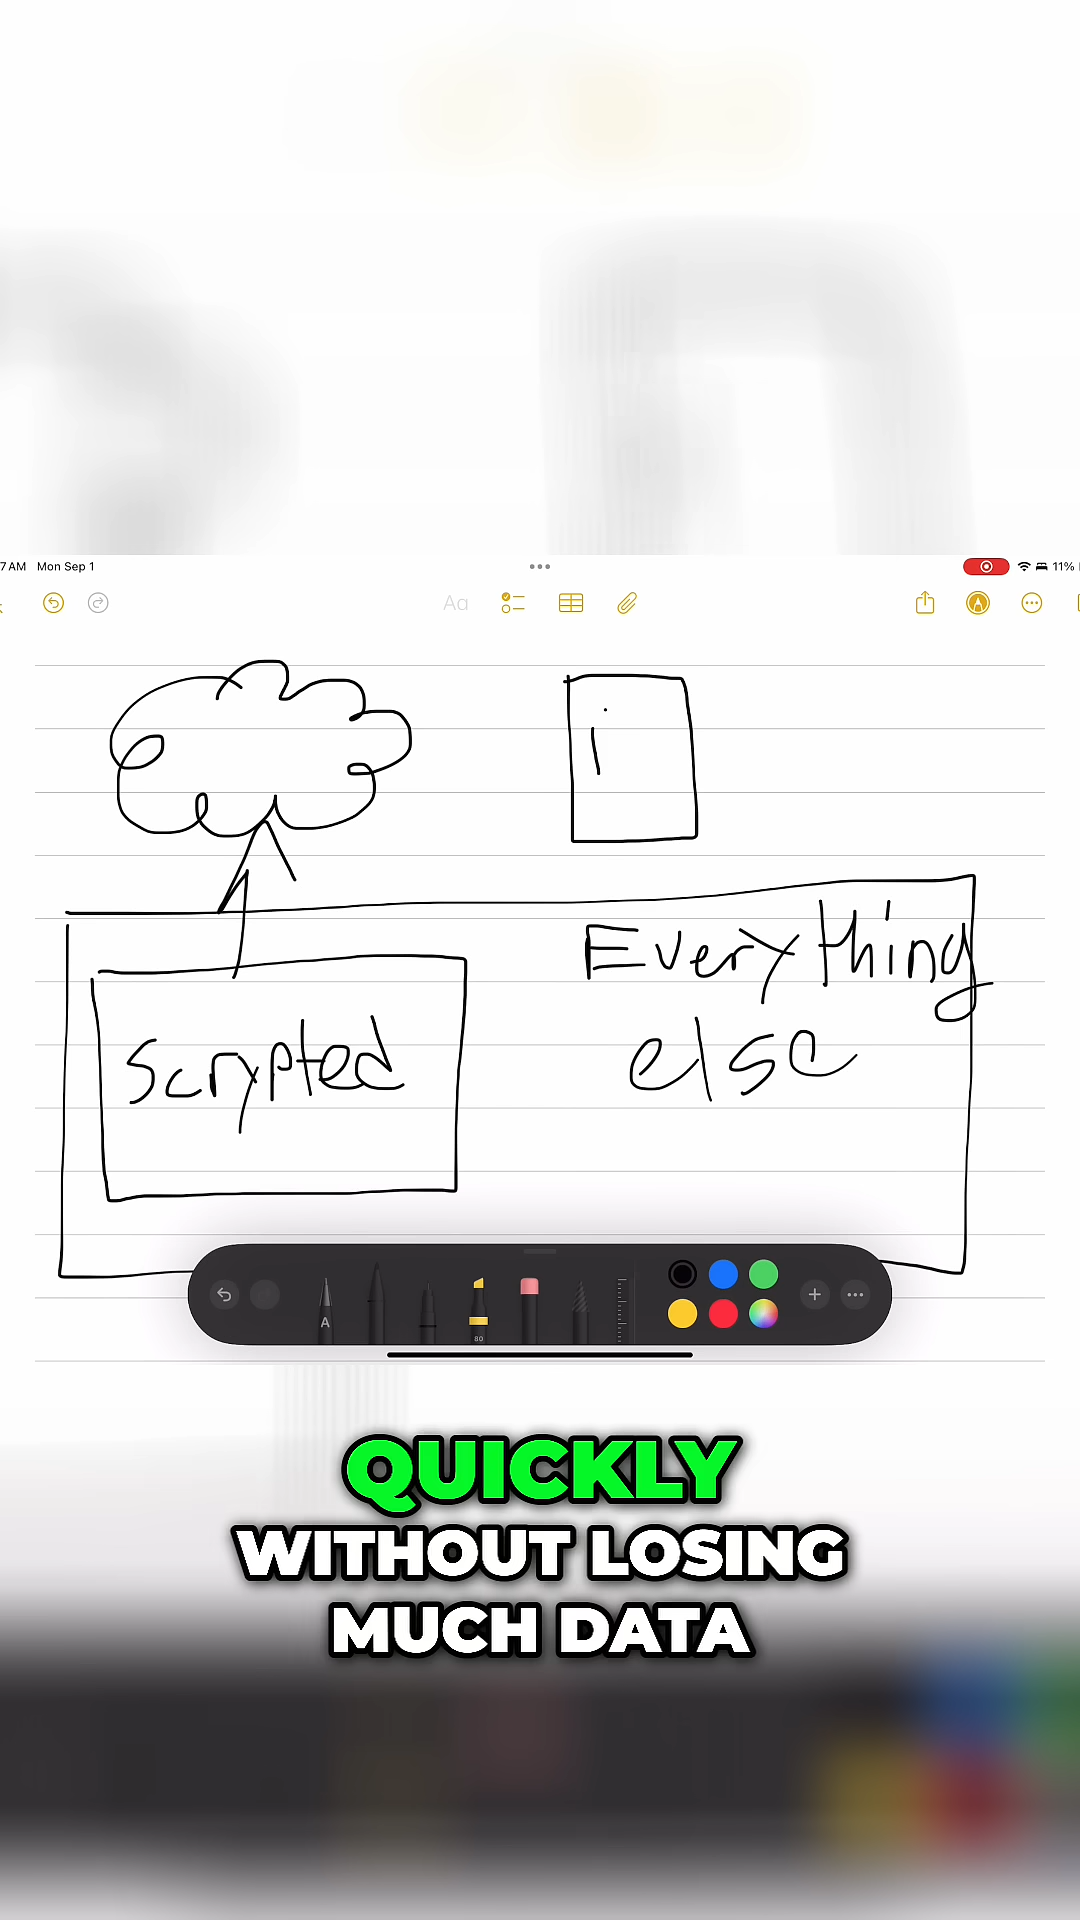 7 AM Mon Sep 1
11%
Aa
i
Everything
else
Scrypted
A
80
QUICKLY
WITHOUT LOSING
MUCH DATA